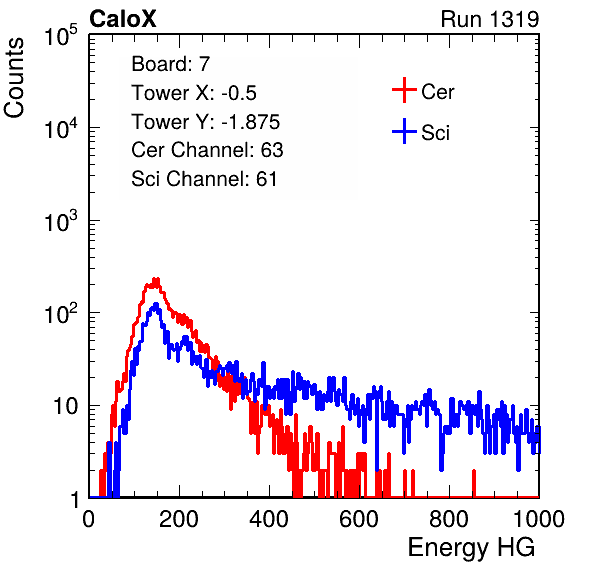 CaloX Run 1319
Counts
Board: 7
Tower X: -0.5
Tower Y: -1.875
Cer Channel: 63
Sci Channel: 61
Cer
Sci
10^5
10^4
10^3
10^2
10
1
0 200 400 600 800 1000
Energy HG